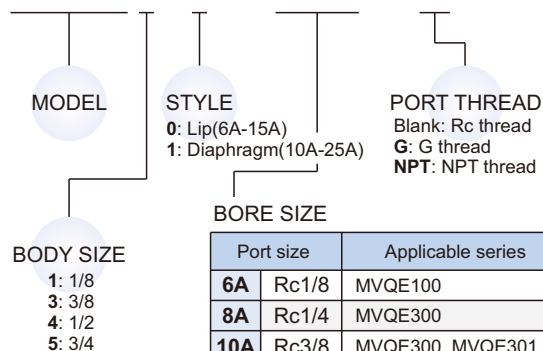 MODEL
STYLE
0: Lip(6A-15A)
1: Diaphragm(10A-25A)
PORT THREAD
Blank: Rc thread
G: G thread
NPT: NPT thread
BODY SIZE
1: 1/8
3: 3/8
4: 1/2
5: 3/4
BORE SIZE
Port size Applicable series
6A Rc1/8 MVQE100
8A Rc1/4 MVQE300
10A Rc3/8 MVQE300, MVQE301